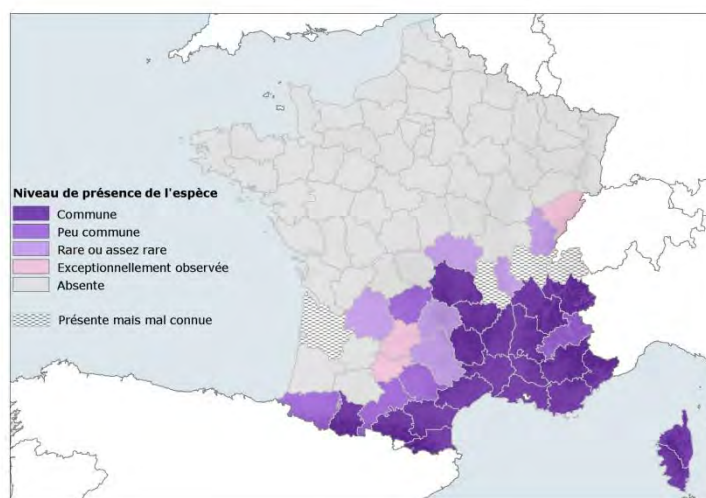 Niveau de présence de l'espèce
Commune
Peu commune
Rare ou assez rare
Exceptionnellement observée
Absente
Présente mais mal connue